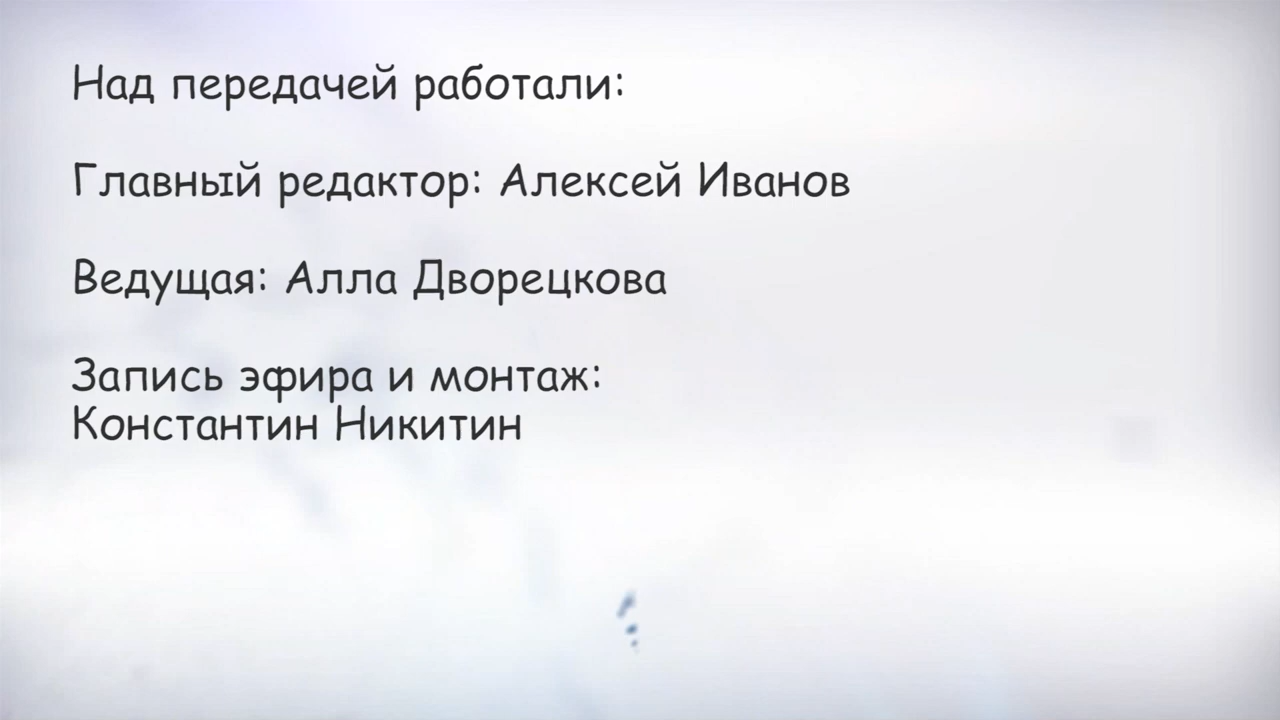 Над передачей работали:
Главный редактор: Алексей Иванов
Ведущая: Алла Дворецкова
Запись эфира и монтаж:
Константин Никитин